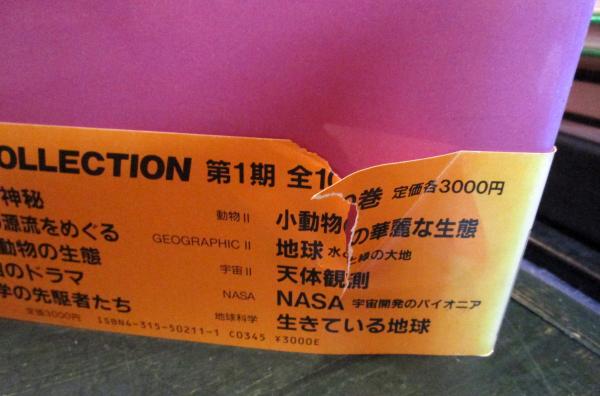 OLLECTION 第1期 全10巻 定価各3000円
神秘
源流をめぐる
動物の生態
のドラマ
学の先駆者たち
定価3000円 ISBN4-315-50211-1 C0345 ¥3000E
動物II 小動物の華麗な生態
GEOGRAPHIC II 地球 水と緑の大地
宇宙II 天体観測
NASA NASA 宇宙開発のパイオニア
地球科学 生きている地球